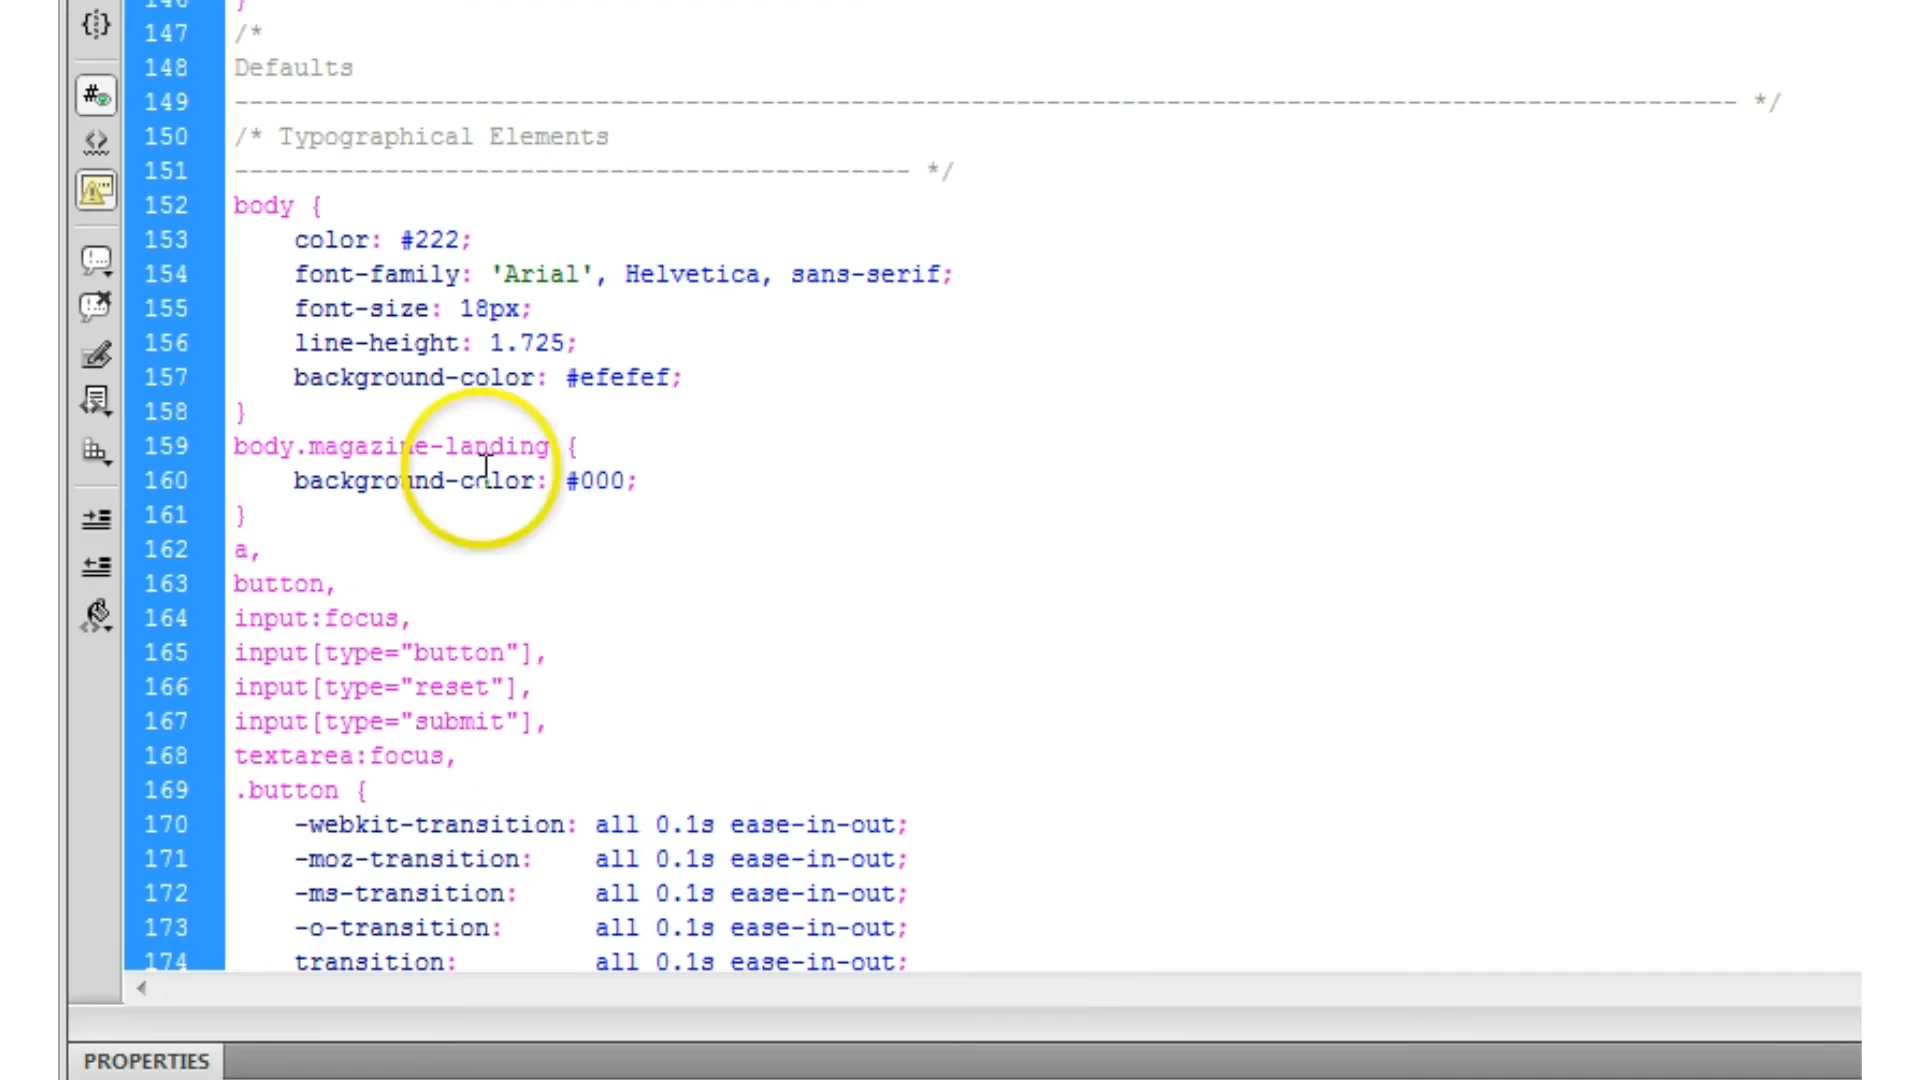 146 }
147 /*
148 Defaults
149 ---------------------------------------------------------------------------------------------------- */
150 /* Typographical Elements
151 --------------------------------------------- */
152 body {
153 color: #222;
154 font-family: 'Arial', Helvetica, sans-serif;
155 font-size: 18px;
156 line-height: 1.725;
157 background-color: #efefef;
158 }
159 body.magazine-landing {
160 background-color: #000;
161 }
162 a,
163 button,
164 input:focus,
165 input[type="button"],
166 input[type="reset"],
167 input[type="submit"],
168 textarea:focus,
169 .button {
170 -webkit-transition: all 0.1s ease-in-out;
171 -moz-transition: all 0.1s ease-in-out;
172 -ms-transition: all 0.1s ease-in-out;
173 -o-transition: all 0.1s ease-in-out;
174 transition: all 0.1s ease-in-out;
PROPERTIES